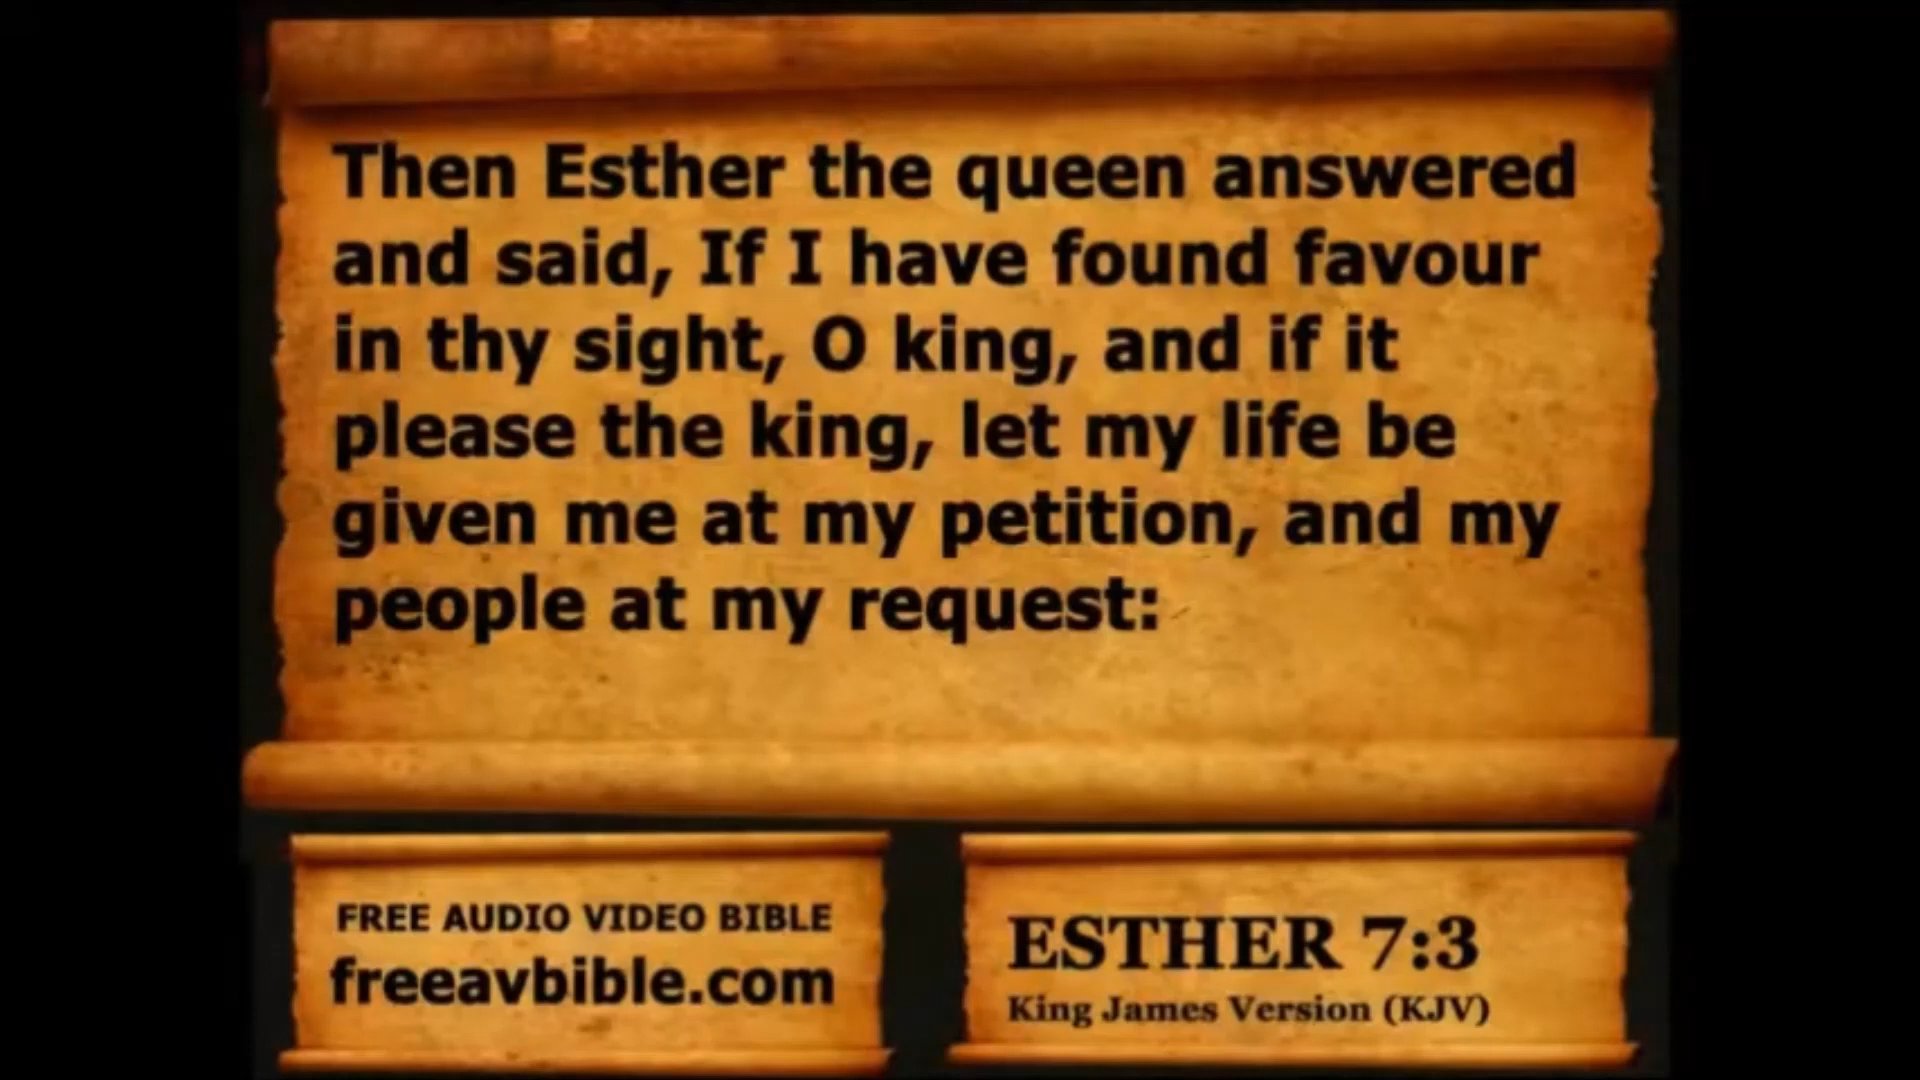 Then Esther the queen answered
and said, If I have found favour
in thy sight, O king, and if it
please the king, let my life be
given me at my petition, and my
people at my request:
FREE AUDIO VIDEO BIBLE
freeavbible.com
ESTHER 7:3
King James Version (KJV)